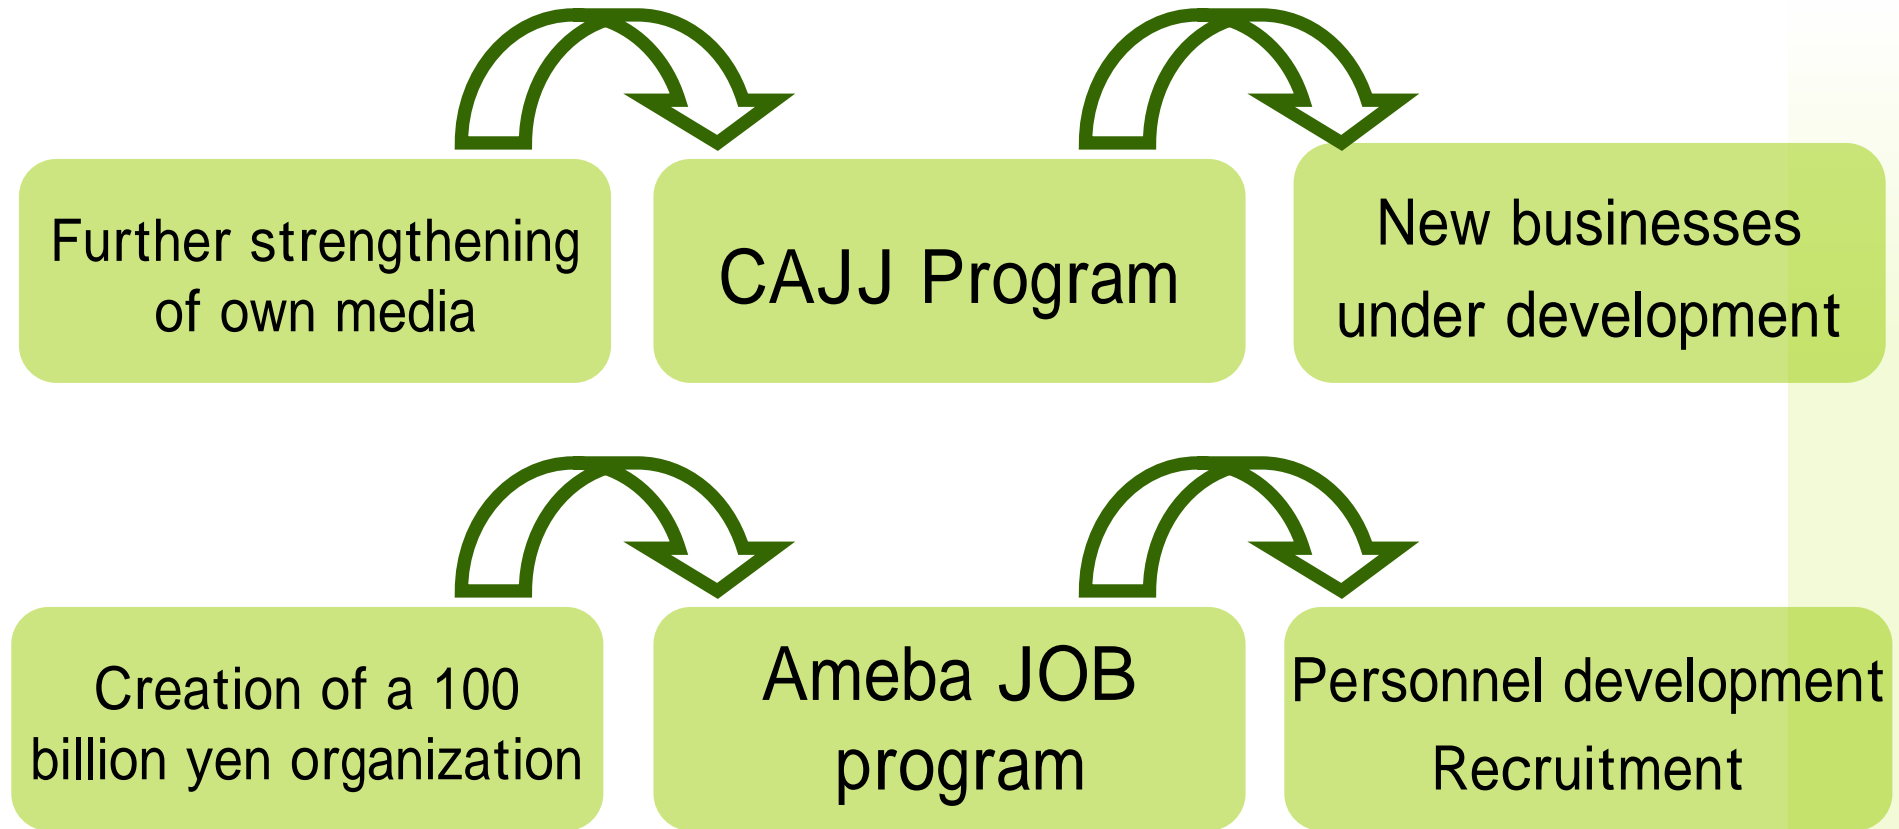 Further strengthening
of own media
CAJJ Program
New businesses
under development
Creation of a 100
billion yen organization
Ameba JOB
program
Personnel development
Recruitment